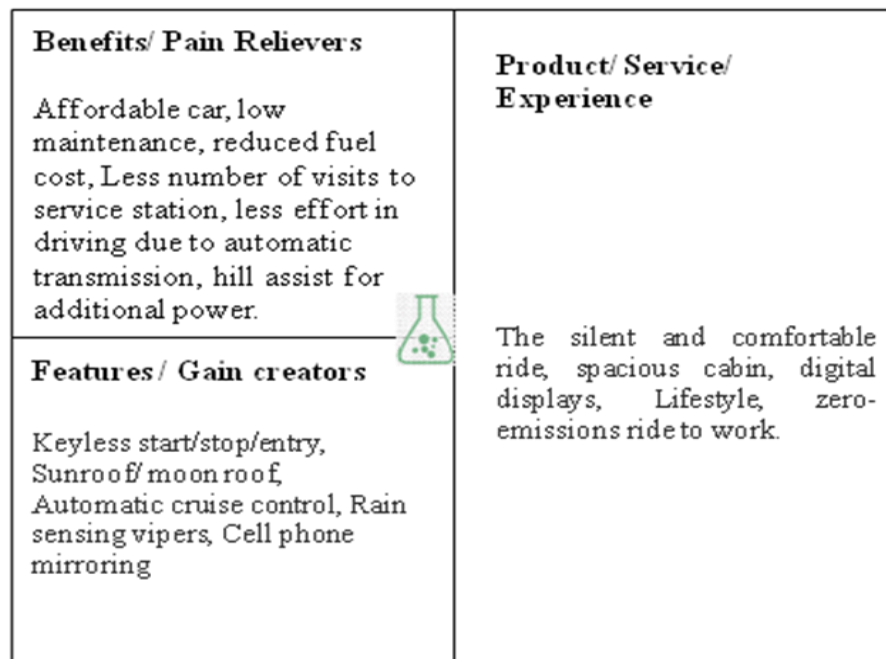 Benefits/ Pain Relievers
Affordable car, low
maintenance, reduced fuel
cost, Less number of visits to
service station, less effort in
driving due to automatic
transmission, hill assist for
additional power.
Features / Gain creators
Keyless start/stop/entry,
Sunroof/ moon roof,
Automatic cruise control, Rain
sensing vipers, Cell phone
mirroring
Product/ Service/
Experience
The silent and comfortable
ride, spacious cabin, digital
displays, Lifestyle, zero-
emissions ride to work.